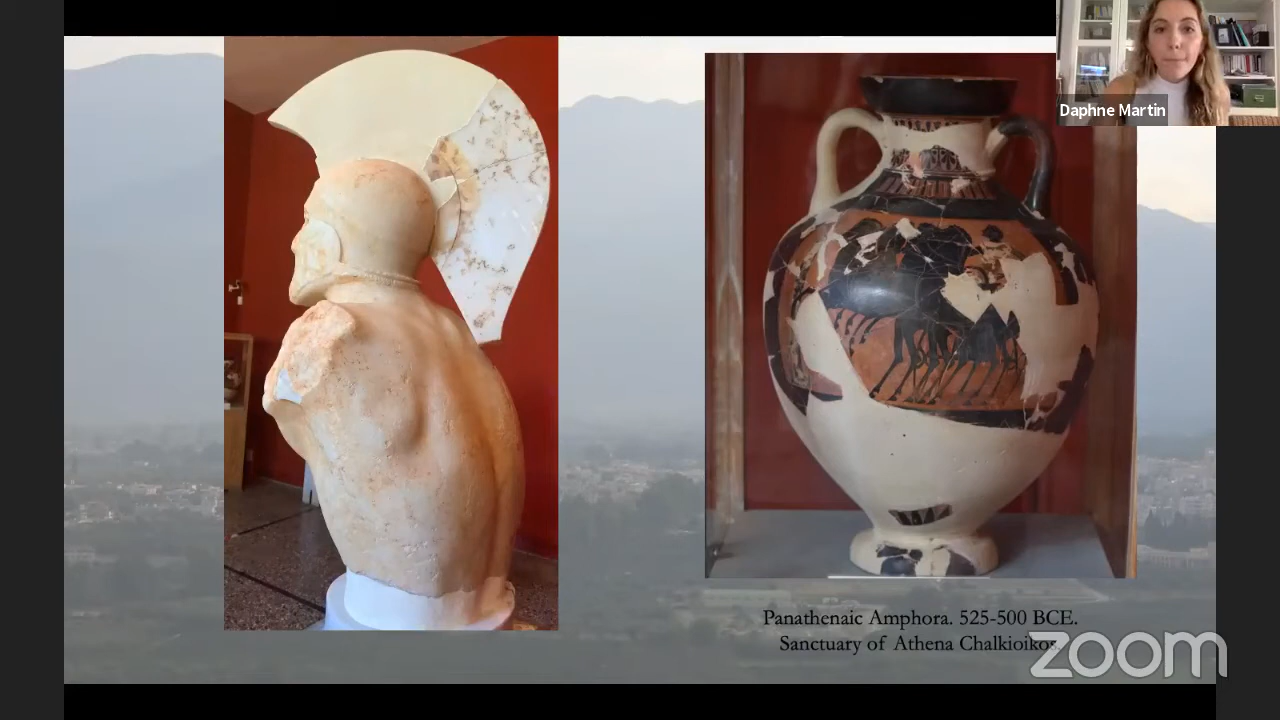 Daphne Martin
Panathenaic Amphora. 525-500 BCE.
Sanctuary of Athena Chalkioikos.
zoom